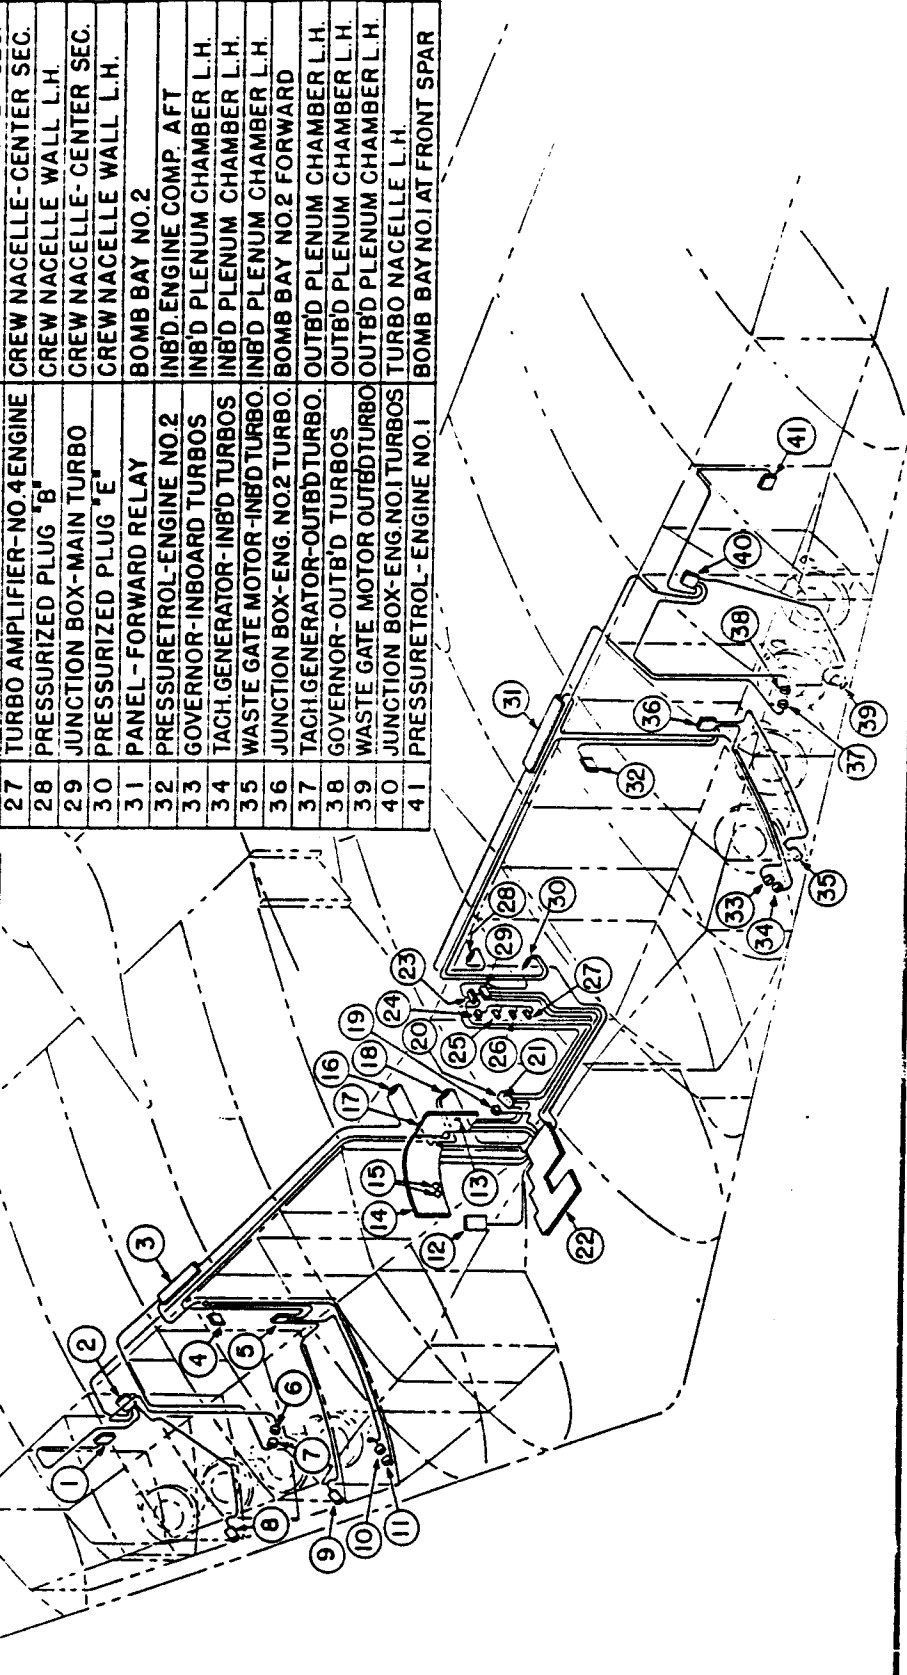 27 TURBO AMPLIFIER-NO.4 ENGINE CREW NACELLE-CENTER SEC.
28 PRESSURIZED PLUG "B" CREW NACELLE WALL L.H.
29 JUNCTION BOX-MAIN TURBO CREW NACELLE-CENTER SEC.
30 PRESSURIZED PLUG "E" CREW NACELLE WALL L.H.
31 PANEL-FORWARD RELAY BOMB BAY NO.2
32 PRESSURETROL-ENGINE NO.2 INB'D. ENGINE COMP. AFT
33 GOVERNOR-INBOARD TURBOS INB'D PLENUM CHAMBER L.H.
34 TACH.GENERATOR-INB'D TURBOS INB'D PLENUM CHAMBER L.H.
35 WASTE GATE MOTOR-INB'D TURBO. INB'D PLENUM CHAMBER L.H.
36 JUNCTION BOX-ENG. NO.2 TURBO. BOMB BAY NO.2 FORWARD
37 TACH.GENERATOR-OUTB'D TURBO. OUTB'D PLENUM CHAMBER L.H.
38 GOVERNOR-OUTB'D TURBOS OUTB'D PLENUM CHAMBER L.H.
39 WASTE GATE MOTOR OUTB'D TURBO OUTB'D PLENUM CHAMBER L.H.
40 JUNCTION BOX-ENG.NO.1 TURBOS TURBO NACELLE L.H.
41 PRESSURETROL-ENGINE NO.1 BOMB BAY NO.1 AT FRONT SPAR
1
2
3
4
5
6
7
8
9
10
11
12
13
14
15
16
17
18
19
20
21
22
23
24
25
26
27
28
29
30
31
32
33
34
35
36
37
38
39
40
41